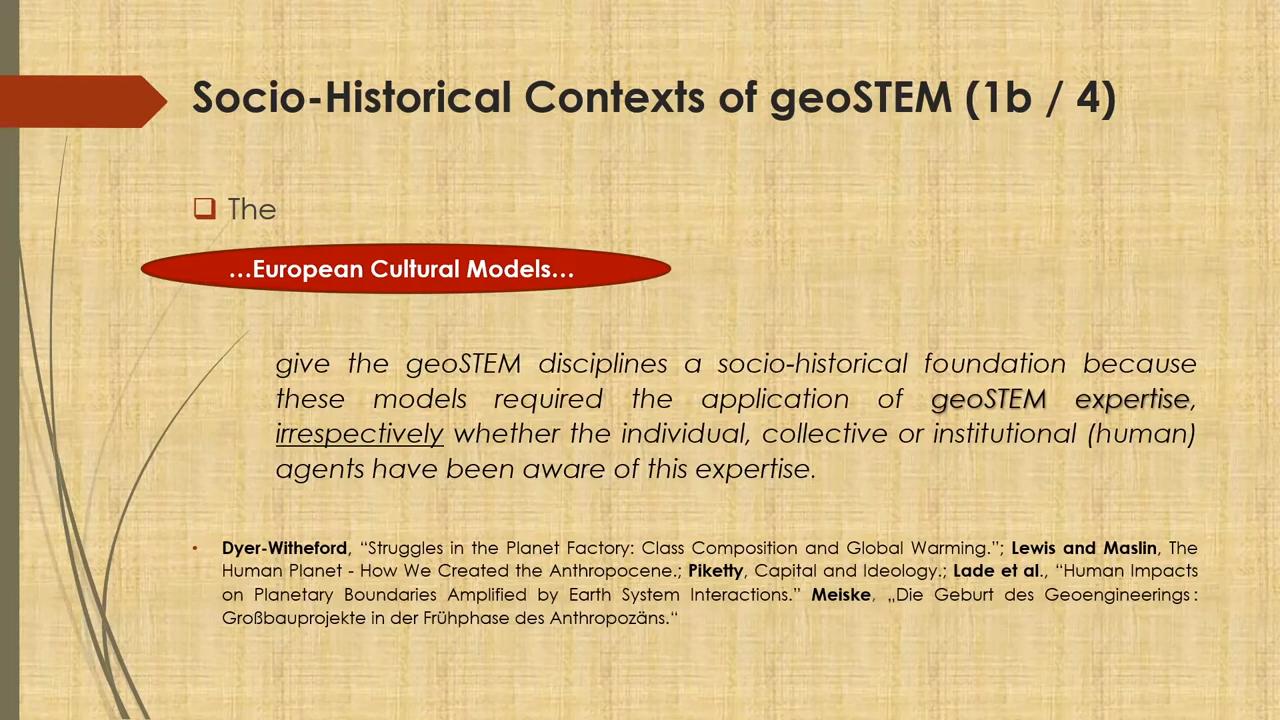 Socio-Historical Contexts of geoSTEM (1b / 4)
The
…European Cultural Models…
give the geoSTEM disciplines a socio-historical foundation because
these models required the application of geoSTEM expertise,
irrespectively whether the individual, collective or institutional (human)
agents have been aware of this expertise.
• Dyer-Witheford, “Struggles in the Planet Factory: Class Composition and Global Warming.”; Lewis and Maslin, The
Human Planet - How We Created the Anthropocene.; Piketty, Capital and Ideology.; Lade et al., “Human Impacts
on Planetary Boundaries Amplified by Earth System Interactions.” Meiske, „Die Geburt des Geoengineerings :
Großbauprojekte in der Frühphase des Anthropozäns.“